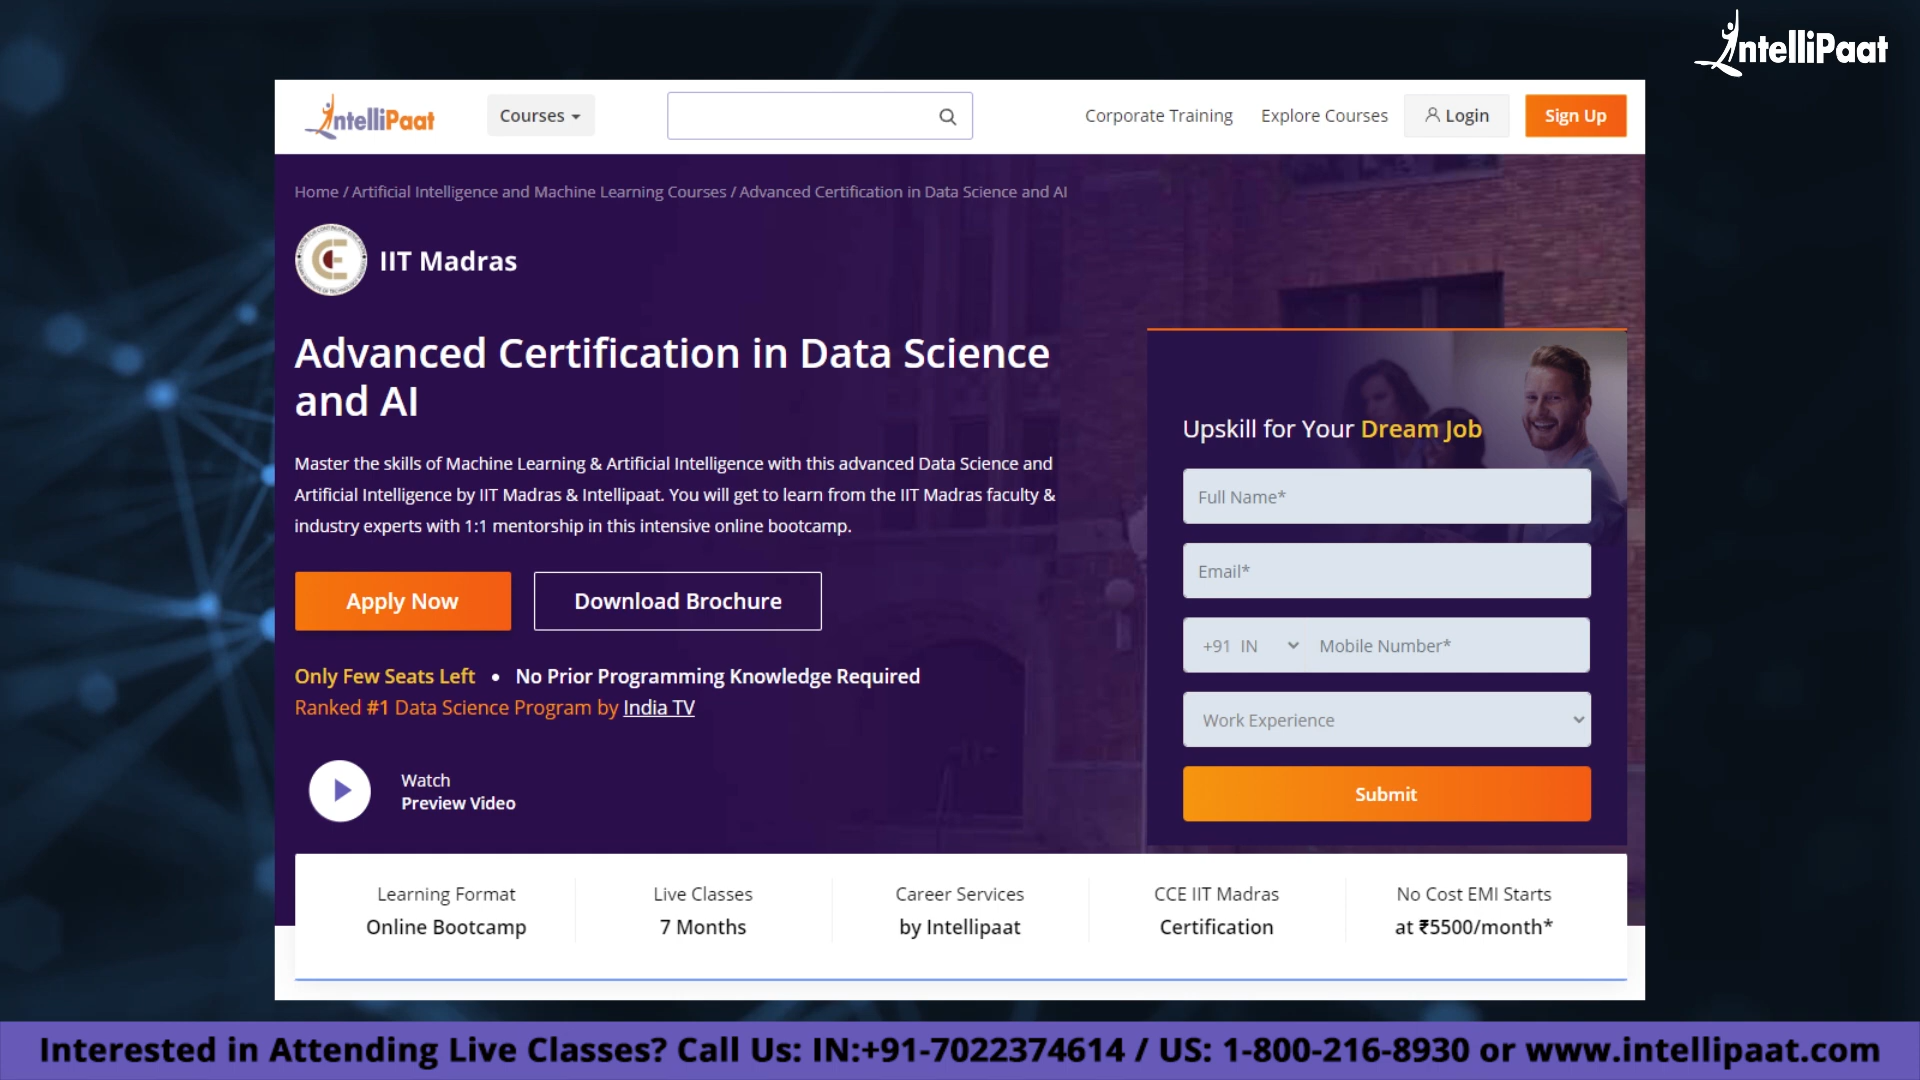 IntelliPaat
IntelliPaat
Courses
Corporate Training
Explore Courses
Login
Sign Up
Home / Artificial Intelligence and Machine Learning Courses / Advanced Certification in Data Science and AI
IIT Madras
Advanced Certification in Data Science
and AI
Master the skills of Machine Learning & Artificial Intelligence with this advanced Data Science and
Artificial Intelligence by IIT Madras & Intellipaat. You will get to learn from the IIT Madras faculty &
industry experts with 1:1 mentorship in this intensive online bootcamp.
Apply Now
Download Brochure
Only Few Seats Left • No Prior Programming Knowledge Required
Ranked #1 Data Science Program by India TV
Watch
Preview Video
Upskill for Your Dream Job
Full Name*
Email*
+91 IN
Mobile Number*
Work Experience
Submit
Learning Format
Online Bootcamp
Live Classes
7 Months
Career Services
by Intellipaat
CCE IIT Madras
Certification
No Cost EMI Starts
at ₹5500/month*
Interested in Attending Live Classes? Call Us: IN:+91-7022374614 / US: 1-800-216-8930 or www.intellipaat.com